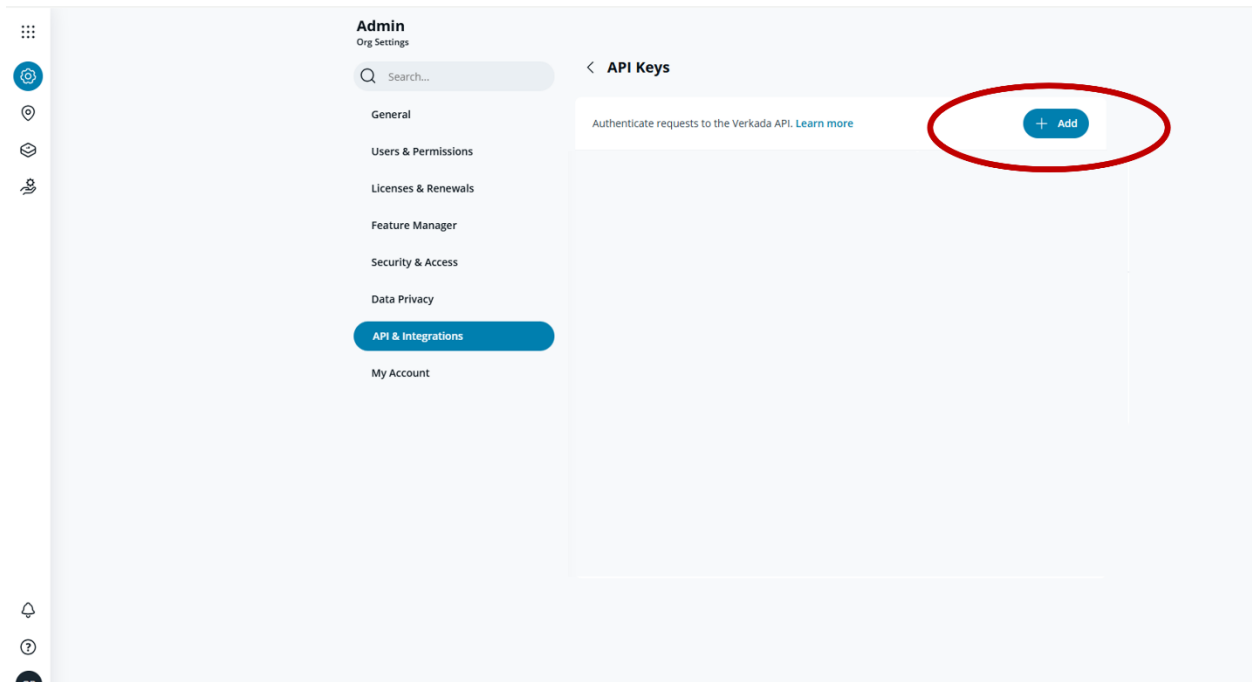 Admin
Org Settings
Search...
General
Users & Permissions
Licenses & Renewals
Feature Manager
Security & Access
Data Privacy
API & Integrations
My Account
API Keys
Authenticate requests to the Verkada API. Learn more
+ Add